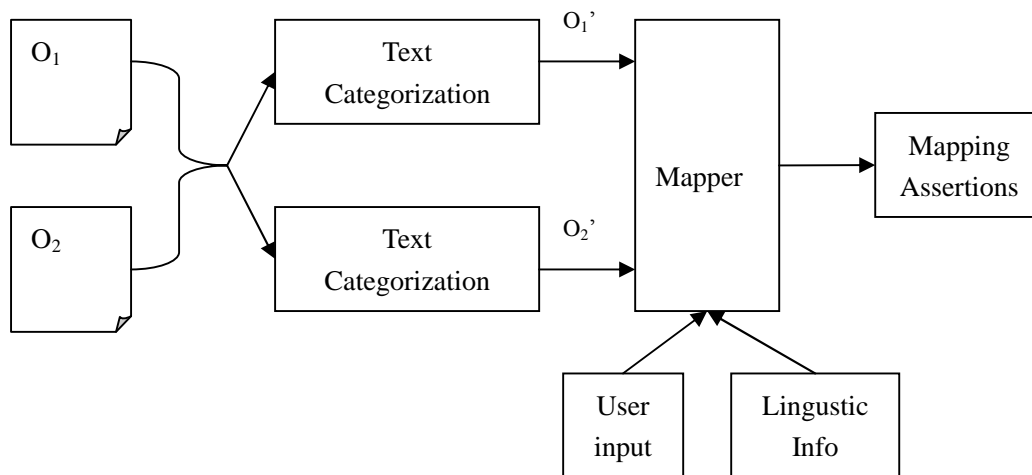 O₁
Text
Categorization
O₁’
Mapper
Mapping
Assertions
O₂
Text
Categorization
O₂’
User
input
Lingustic
Info